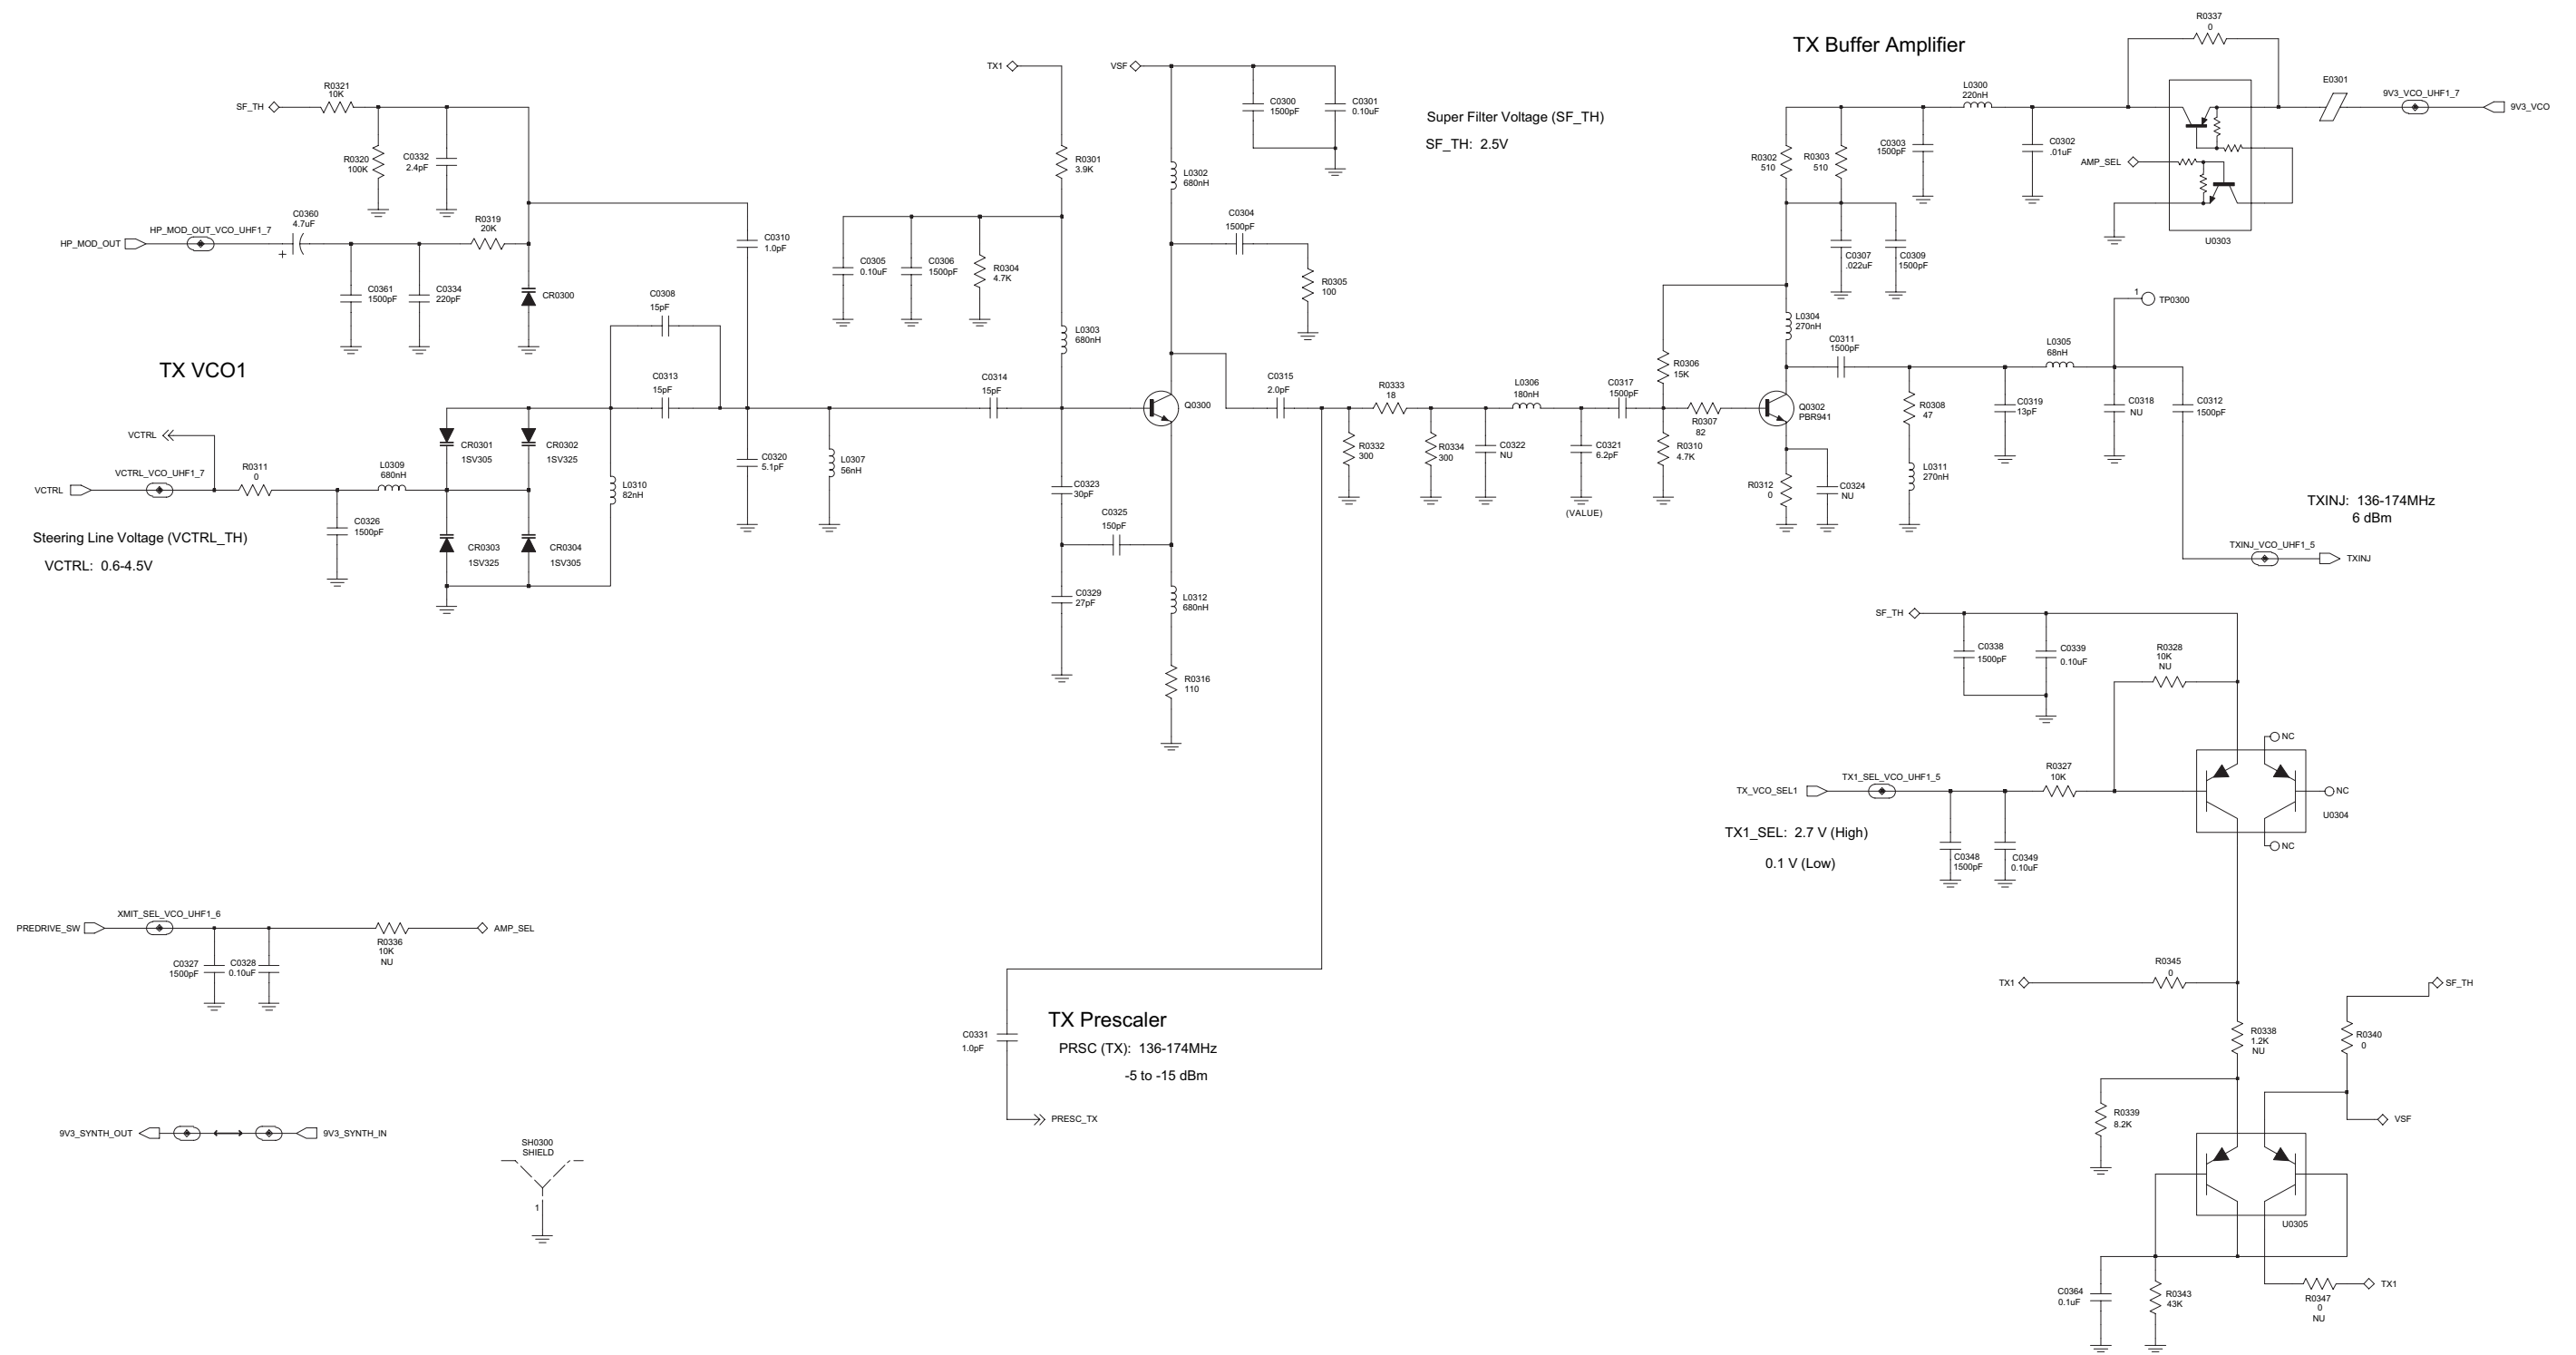 TX Buffer Amplifier
R0337
0
E0301
9V3_VCO_UHF1_7
9V3_VCO
L0300
220nH
TX1
VSF
R0321
10K
SF_TH
C0300
1500pF
C0301
0.10uF
Super Filter Voltage (SF_TH)
SF_TH: 2.5V
R0320
100K
C0332
2.4pF
R0301
3.9K
L0302
680nH
R0302
510
R0303
510
C0303
1500pF
C0302
.01uF
AMP_SEL
U0303
C0360
4.7uF
HP_MOD_OUT
HP_MOD_OUT_VCO_UHF1_7
+
R0319
20K
C0310
1.0pF
C0304
1500pF
C0361
1500pF
C0334
220pF
CR0300
C0305
0.10uF
C0306
1500pF
R0304
4.7K
R0305
100
C0307
.022uF
C0309
1500pF
C0308
15pF
1
TP0300
TX VCO1
L0303
680nH
L0304
270nH
C0311
1500pF
L0305
68nH
C0313
15pF
C0314
15pF
Q0300
C0315
2.0pF
R0333
18
L0306
180nH
C0317
1500pF
R0306
15K
R0307
82
Q0302
PBR941
R0308
47
C0319
13pF
C0318
NU
C0312
1500pF
VCTRL
CR0301
1SV305
CR0302
1SV325
VCTRL_VCO_UHF1_7
VCTRL
R0311
0
L0309
680nH
C0320
5.1pF
L0307
56nH
L0310
82nH
R0332
300
R0334
300
C0322
NU
C0321
6.2pF
(VALUE)
R0310
4.7K
R0312
0
C0324
NU
L0311
270nH
C0323
30pF
C0325
150pF
C0326
1500pF
Steering Line Voltage (VCTRL_TH)
VCTRL: 0.6-4.5V
CR0303
1SV325
CR0304
1SV305
TXINJ: 136-174MHz
6 dBm
TXINJ_VCO_UHF1_5
TXINJ
C0329
27pF
L0312
680nH
R0316
110
SF_TH
C0338
1500pF
C0339
0.10uF
R0328
10K
NU
NC
NC
NC
U0304
TX_VCO_SEL1
TX1_SEL_VCO_UHF1_5
R0327
10K
TX1_SEL: 2.7 V (High)
0.1 V (Low)
C0348
1500pF
C0349
0.10uF
PREDRIVE_SW
XMIT_SEL_VCO_UHF1_6
C0327
1500pF
C0328
0.10uF
R0336
10K
NU
AMP_SEL
TX1
R0345
0
SF_TH
C0331
1.0pF
TX Prescaler
PRSC (TX): 136-174MHz
-5 to -15 dBm
PRESC_TX
R0338
1.2K
NU
R0340
0
R0339
8.2K
VSF
9V3_SYNTH_OUT
9V3_SYNTH_IN
SH0300
SHIELD
1
U0305
C0364
0.1uF
R0343
43K
R0347
0
NU
TX1